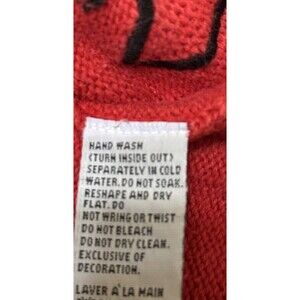 HAND WASH
(TURN INSIDE OUT)
SEPARATELY IN COLD
WATER. DO NOT SOAK.
RESHAPE AND DRY
FLAT. DO
NOT WRING OR TWIST
DO NOT BLEACH
DO NOT DRY CLEAN.
EXCLUSIVE OF
DECORATION.
LAVER A`LA MAIN